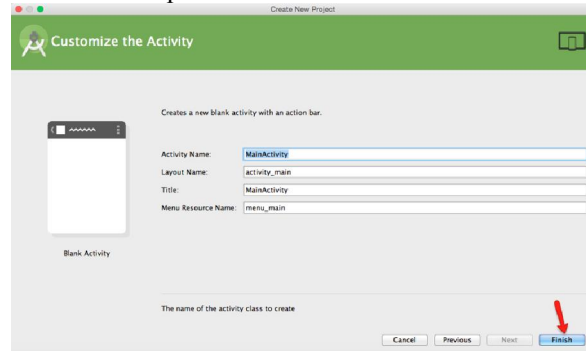 Create New Project
Customize the Activity
Creates a new blank activity with an action bar.
Activity Name: MainActivity
Layout Name: activity_main
Title: MainActivity
Menu Resource Name: menu_main
Blank Activity
The name of the activity class to create
Cancel Previous Next Finish